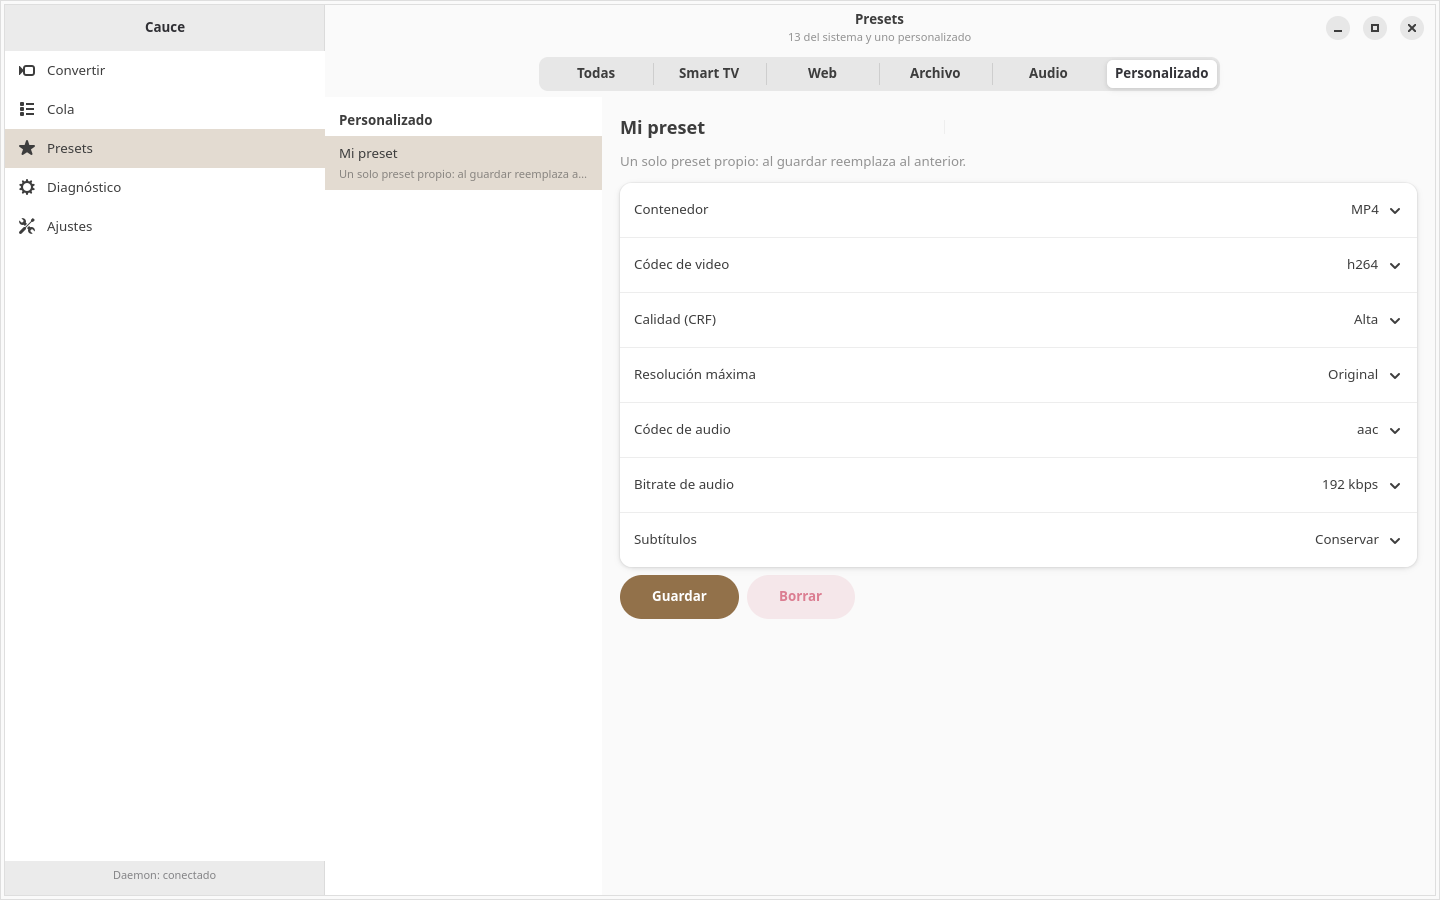 Cauce
Presets
13 del sistema y uno personalizado
Convertir
Cola
Presets
Diagnóstico
Ajustes
Daemon: conectado
Todas
Smart TV
Web
Archivo
Audio
Personalizado
Personalizado
Mi preset
Un solo preset propio: al guardar reemplaza a...
Mi preset
Un solo preset propio: al guardar reemplaza al anterior.
Contenedor
MP4
Códec de video
h264
Calidad (CRF)
Alta
Resolución máxima
Original
Códec de audio
aac
Bitrate de audio
192 kbps
Subtítulos
Conservar
Guardar
Borrar